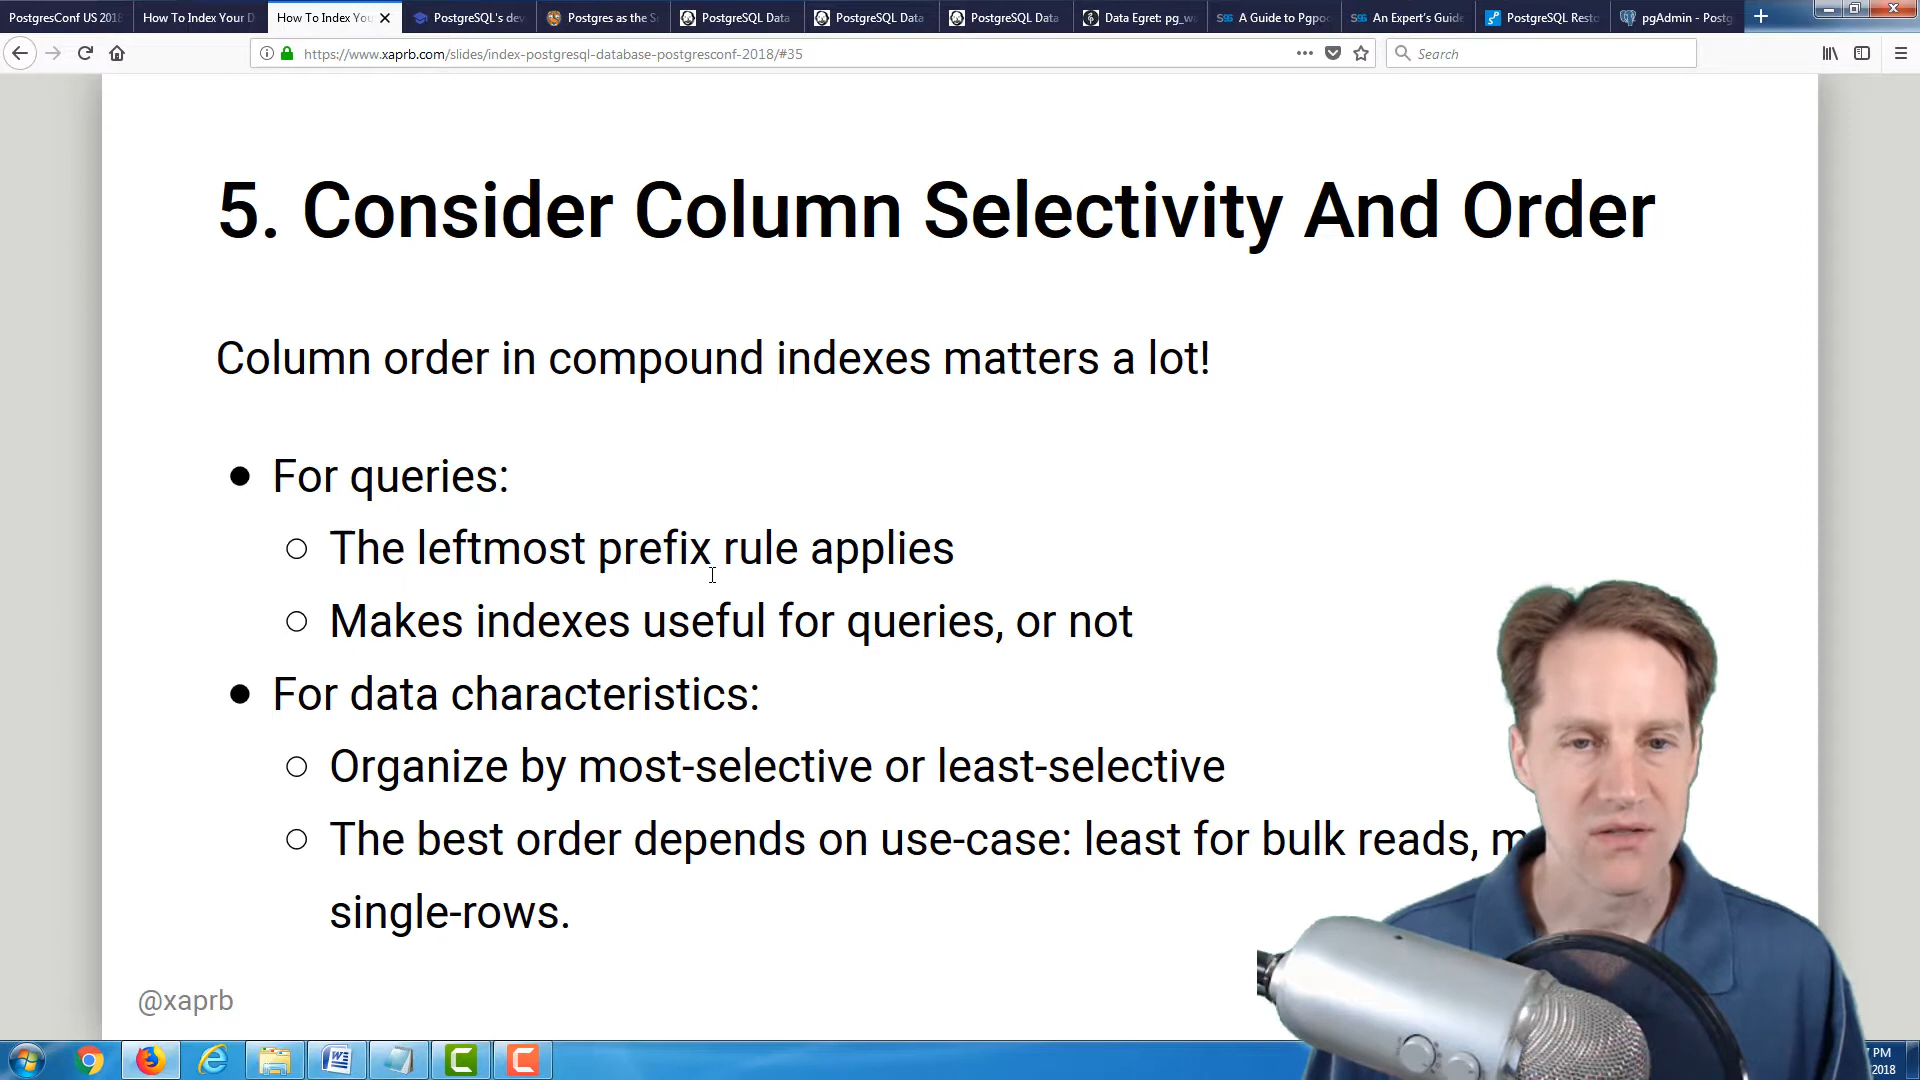 PostgresConf US 2018
How To Index Your D
How To Index You
PostgreSQL's dev
Postgres as the S
PostgreSQL Data
PostgreSQL Data
PostgreSQL Data
Data Egret: pg_w
A Guide to Pgpo
An Expert's Guide
PostgreSQL Rest
pgAdmin - Postg
https://www.xaprb.com/slides/index-postgresql-database-postgresconf-2018/#35
Search
5. Consider Column Selectivity And Order
Column order in compound indexes matters a lot!
For queries:
The leftmost prefix rule applies
Makes indexes useful for queries, or not
For data characteristics:
Organize by most-selective or least-selective
The best order depends on use-case: least for bulk reads, m
single-rows.
@xaprb
PM
2018